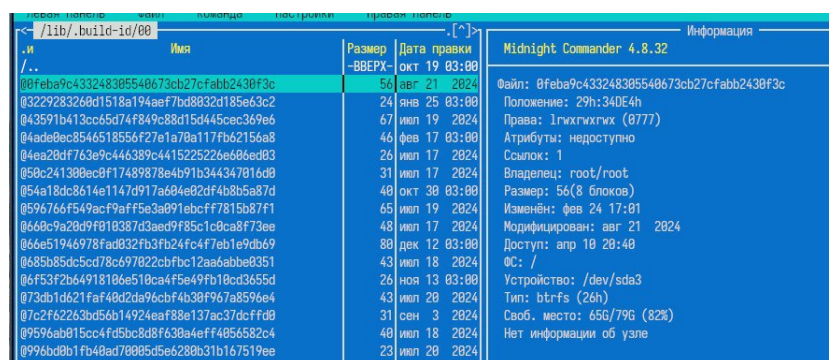 Левая панель Файл Команда Настройки Правая панель
/lib/.build-id/00 .[^]>
.и Имя Размер Дата правки
/.. -ВВЕРХ- окт 19 03:00
@0feba9c433248305540673cb27cfabb2430f3c 56 авг 21 2024
@3229283260d1518a194aef7bd8032d185e63c2 24 янв 25 03:00
@43591b413cc65d74f849c88d15d445cec369e6 67 июл 19 2024
@4ade0ec8546518556f27e1a70a117fb62156a8 46 фев 17 03:00
@4ea20df763e9c446389c4415225226e606ed03 26 июл 17 2024
@50c241300ec0f17489878e4b91b344347016d0 31 июл 17 2024
@54a18dc8614e1147d917a604e02df4b8b5a87d 40 окт 30 03:00
@596766f549acf9aff5e3a091ebcff7815b87f1 65 июл 19 2024
@660c9a20d9f010387d3aed9f85c1c0ca8f73ee 48 июл 17 2024
@66e51946978fad032fb3fb24fc4f7eb1e9db69 80 дек 12 03:00
@685b85dc5cd78c697022cbfbc12aa6abbe0351 43 июл 18 2024
@6f53f2b64918106e510ca4f5e49fb10cd3655d 26 ноя 13 03:00
@73db1d621faf40d2da96cbf4b30f967a8596e4 43 июл 20 2024
@7c2f62263bd56b14924eaf88e137ac37dcffd0 31 сен 3 2024
@9596ab015cc4fd5bc8d8f630a4eff4056582c4 40 июл 18 2024
@996bd0b1fb40ad70005d5e6280b31b167519ee 23 июл 20 2024
Информация
Midnight Commander 4.8.32
Файл: 0feba9c433248305540673cb27cfabb2430f3c
Положение: 29h:34DE4h
Права: lrwxrwxrwx (0777)
Атрибуты: недоступно
Ссылок: 1
Владелец: root/root
Размер: 56(8 блоков)
Изменён: фев 24 17:01
Модифицирован: авг 21 2024
Доступ: апр 10 20:40
ФС: /
Устройство: /dev/sda3
Тип: btrfs (26h)
Своб. место: 65G/79G (82%)
Нет информации об узле